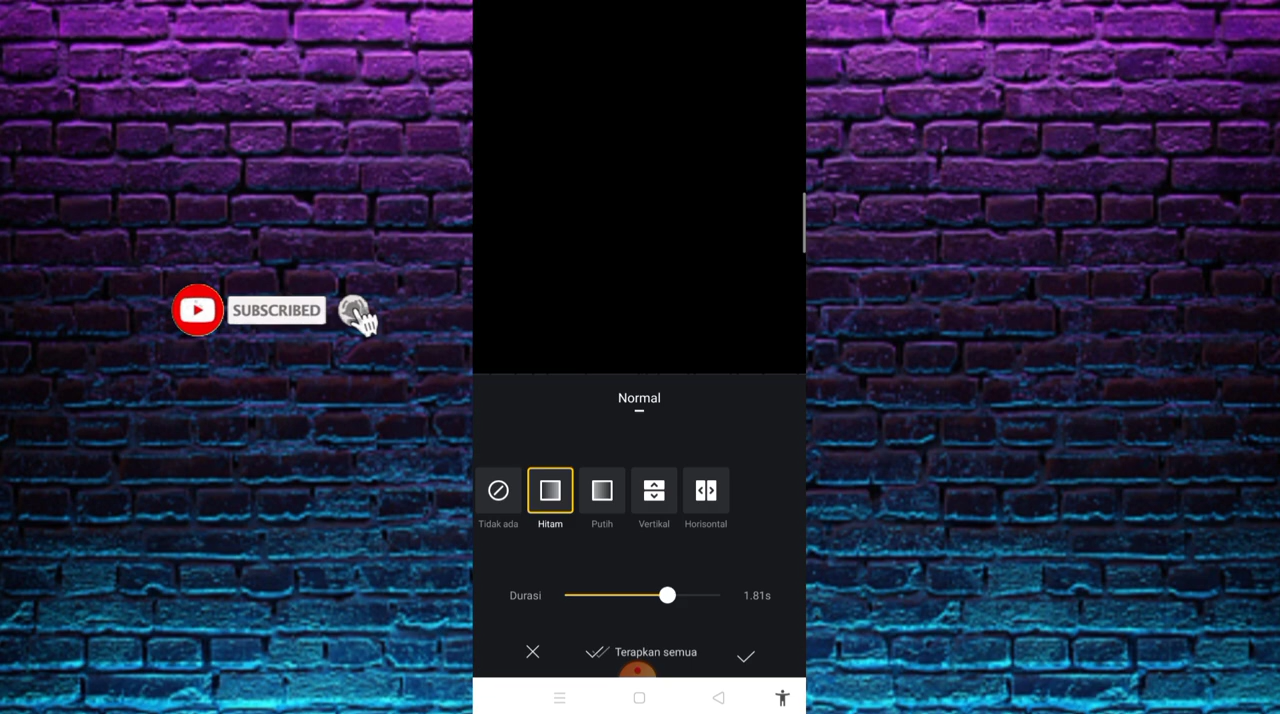 SUBSCRIBED
Normal
Tidak ada
Hitam
Putih
Vertikal
Horisontal
Durasi
1.81s
Terapkan semua